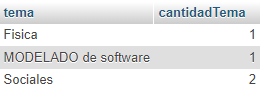 tema cantidadTema
Fisica 1
MODELADO de software 1
Sociales 2